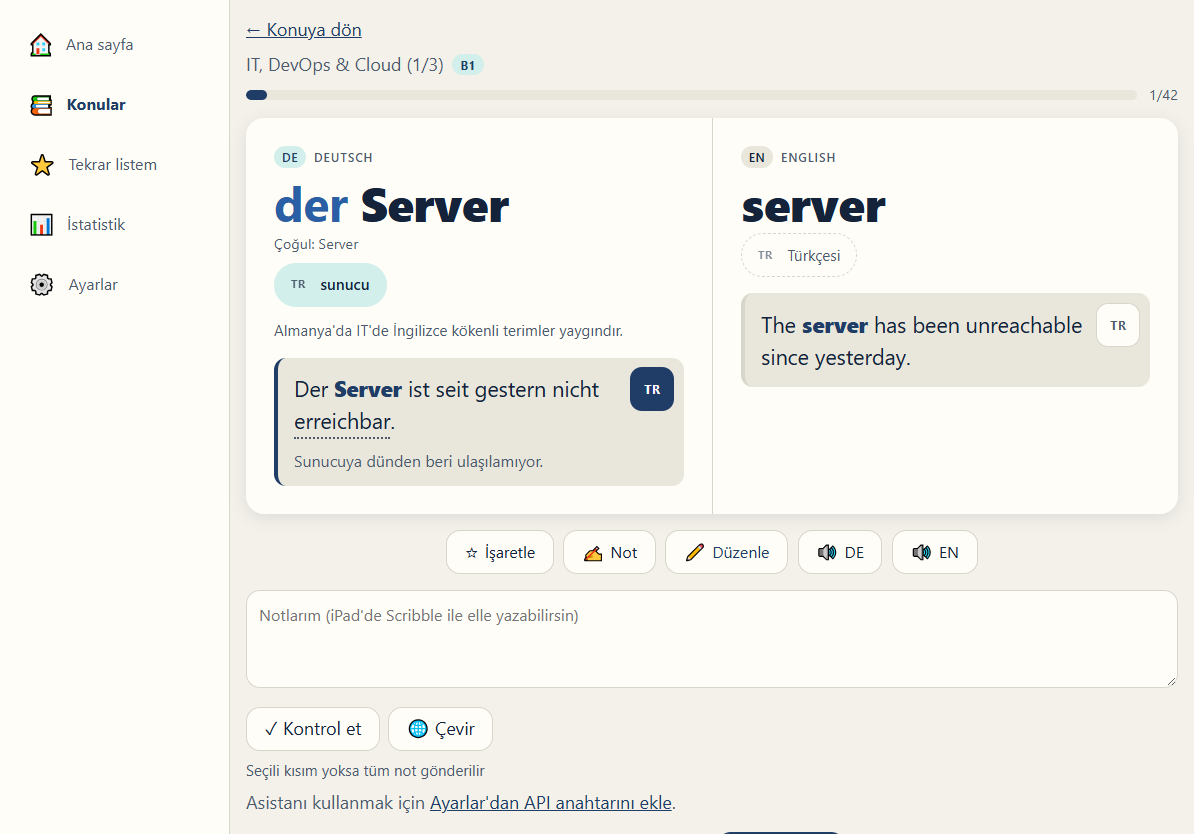 Ana sayfa
Konular
Tekrar listem
İstatistik
Ayarlar
← Konuya dön
IT, DevOps & Cloud (1/3) B1
1/42
DE DEUTSCH
der Server
Çoğul: Server
TR sunucu
Almanya'da IT'de İngilizce kökenli terimler yaygındır.
Der Server ist seit gestern nicht
erreichbar.
TR
Sunucuya dünden beri ulaşılamıyor.
EN ENGLISH
server
TR Türkçesi
The server has been unreachable
since yesterday.
TR
☆ İşaretle
Not
Düzenle
DE
EN
Notlarım (iPad'de Scribble ile elle yazabilirsin)
✓ Kontrol et
Çevir
Seçili kısım yoksa tüm not gönderilir
Asistanı kullanmak için Ayarlar'dan API anahtarını ekle.